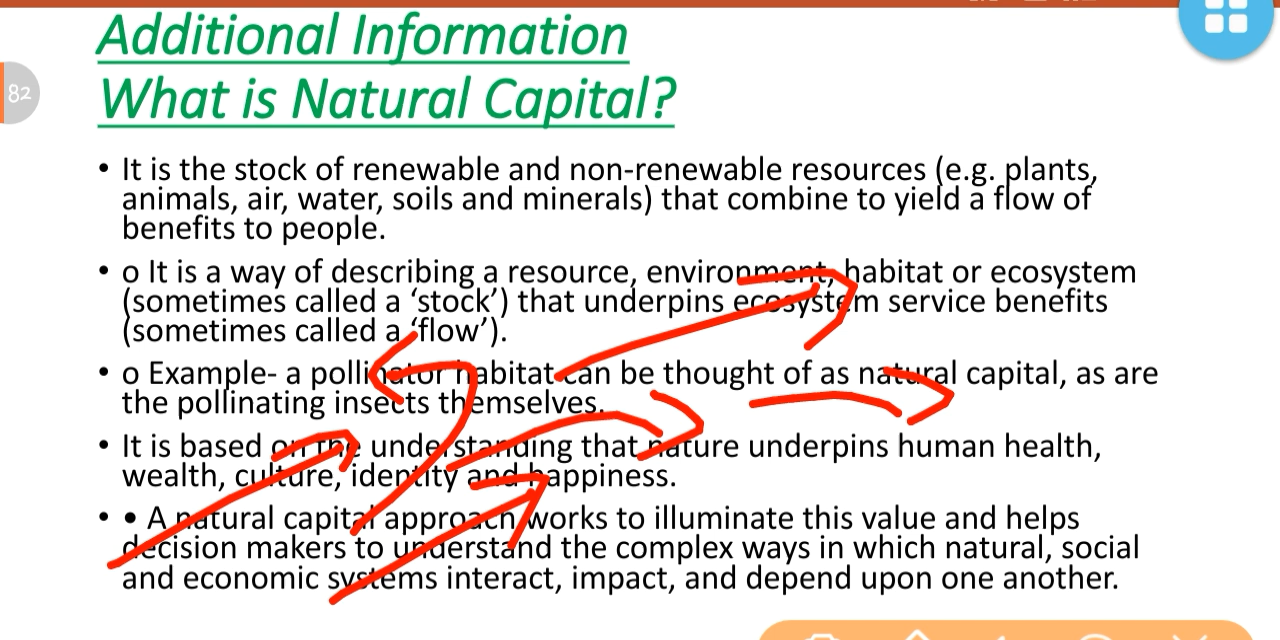 Additional Information
82
What is Natural Capital?
• It is the stock of renewable and non-renewable resources (e.g. plants,
animals, air, water, soils and minerals) that combine to yield a flow of
benefits to people.
• o It is a way of describing a resource, environment, habitat or ecosystem
(sometimes called a ‘stock’) that underpins ecosystem service benefits
(sometimes called a ‘flow’).
• o Example- a pollinator habitat can be thought of as natural capital, as are
the pollinating insects themselves.
• It is based on the understanding that nature underpins human health,
wealth, culture, identity and happiness.
• • A natural capital approach works to illuminate this value and helps
decision makers to understand the complex ways in which natural, social
and economic systems interact, impact, and depend upon one another.